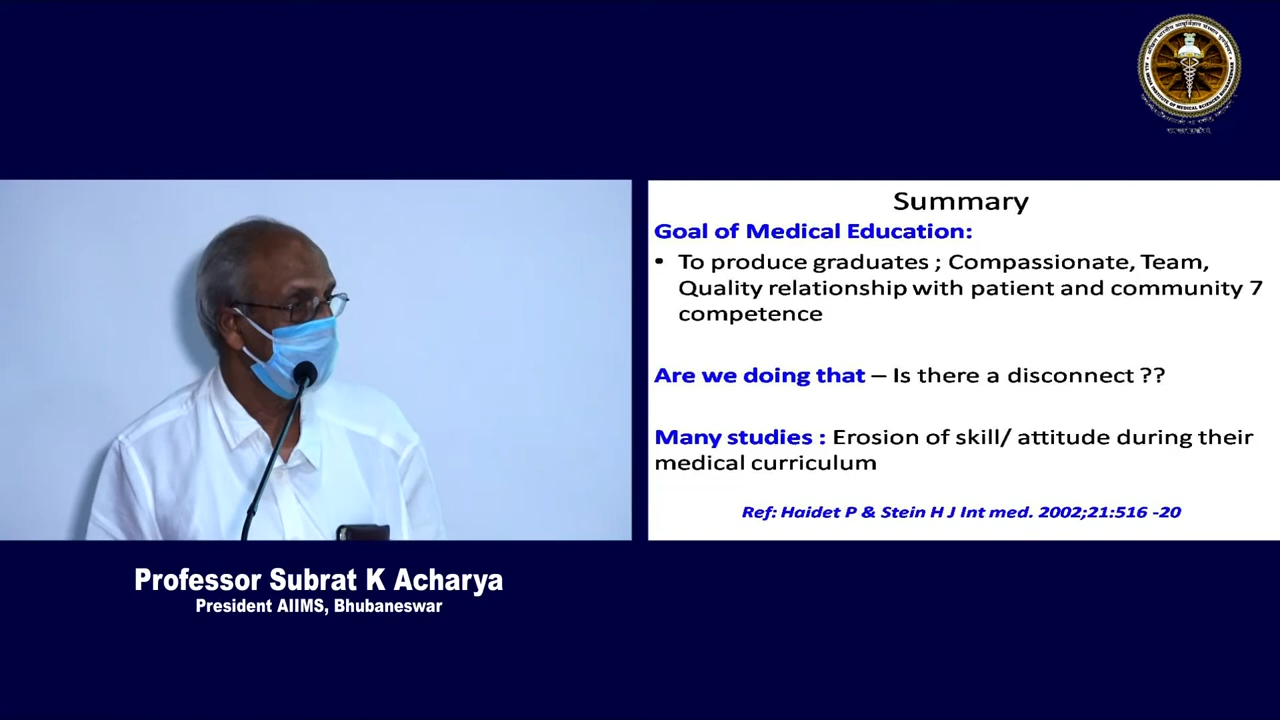 Summary
Goal of Medical Education:
• To produce graduates ; Compassionate, Team,
Quality relationship with patient and community 7
competence
Are we doing that – Is there a disconnect ??
Many studies : Erosion of skill/ attitude during their
medical curriculum
Ref: Haidet P & Stein H J Int med. 2002;21:516 -20
Professor Subrat K Acharya
President AIIMS, Bhubaneswar